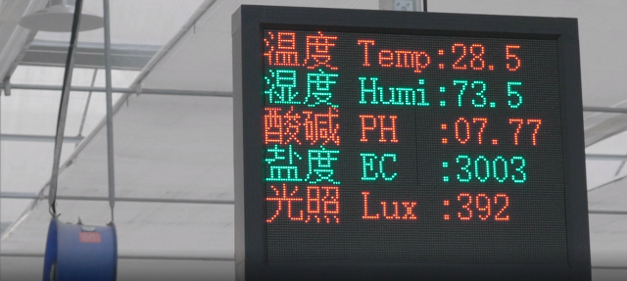 温度 Temp:28.5
湿度 Humi:73.5
酸碱 PH :07.77
盐度 EC :3003
光照 Lux :392